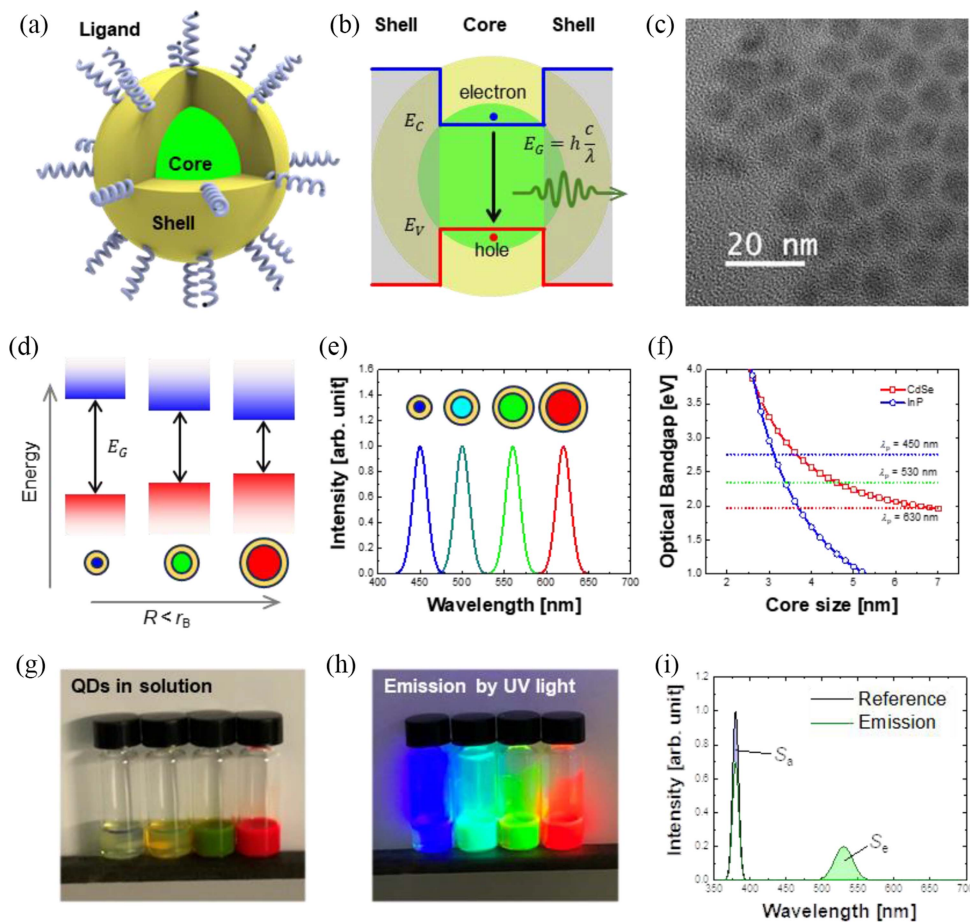 (a)
Ligand
Core
Shell
(b)
Shell Core Shell
electron
E_C
E_G = h c/λ
E_V
hole
(c)
20 nm
(d)
Energy
E_G
R < r_B
(e)
Intensity [arb. unit]
1.6
1.4
1.2
1.0
0.8
0.6
0.4
0.2
0.0
400 450 500 550 600 650 700
Wavelength [nm]
(f)
Optical Bandgap [eV]
4.0
3.5
3.0
2.5
2.0
1.5
1.0
CdSe
InP
λ_p = 450 nm
λ_p = 530 nm
λ_p = 630 nm
2 3 4 5 6 7
Core size [nm]
(g)
QDs in solution
(h)
Emission by UV light
(i)
Intensity [arb. unit]
1.2
1.0
0.8
0.6
0.4
0.2
0.0
Reference
Emission
S_a
S_e
350 400 450 500 550 600 650 700
Wavelength [nm]